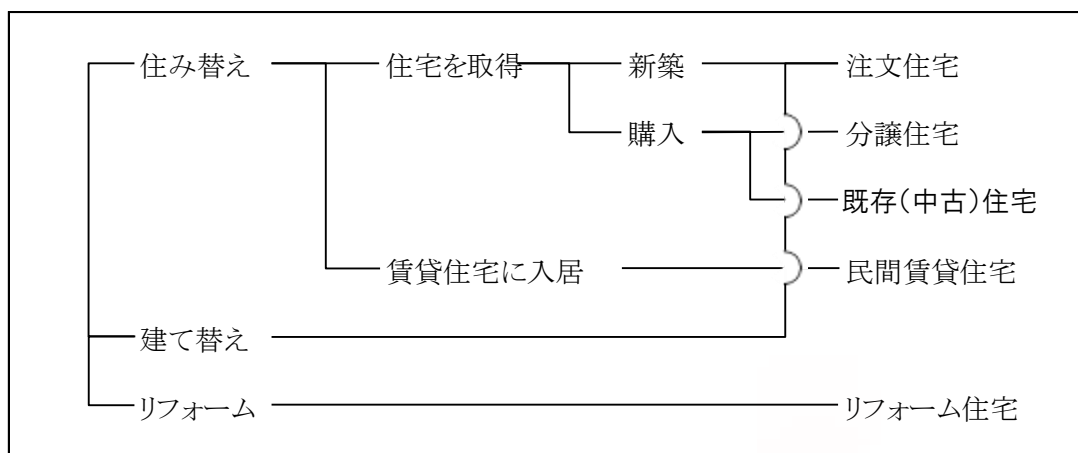 住み替え 住宅を取得 新築 注文住宅
購入 分譲住宅
既存(中古)住宅
賃貸住宅に入居 民間賃貸住宅
建て替え
リフォーム リフォーム住宅